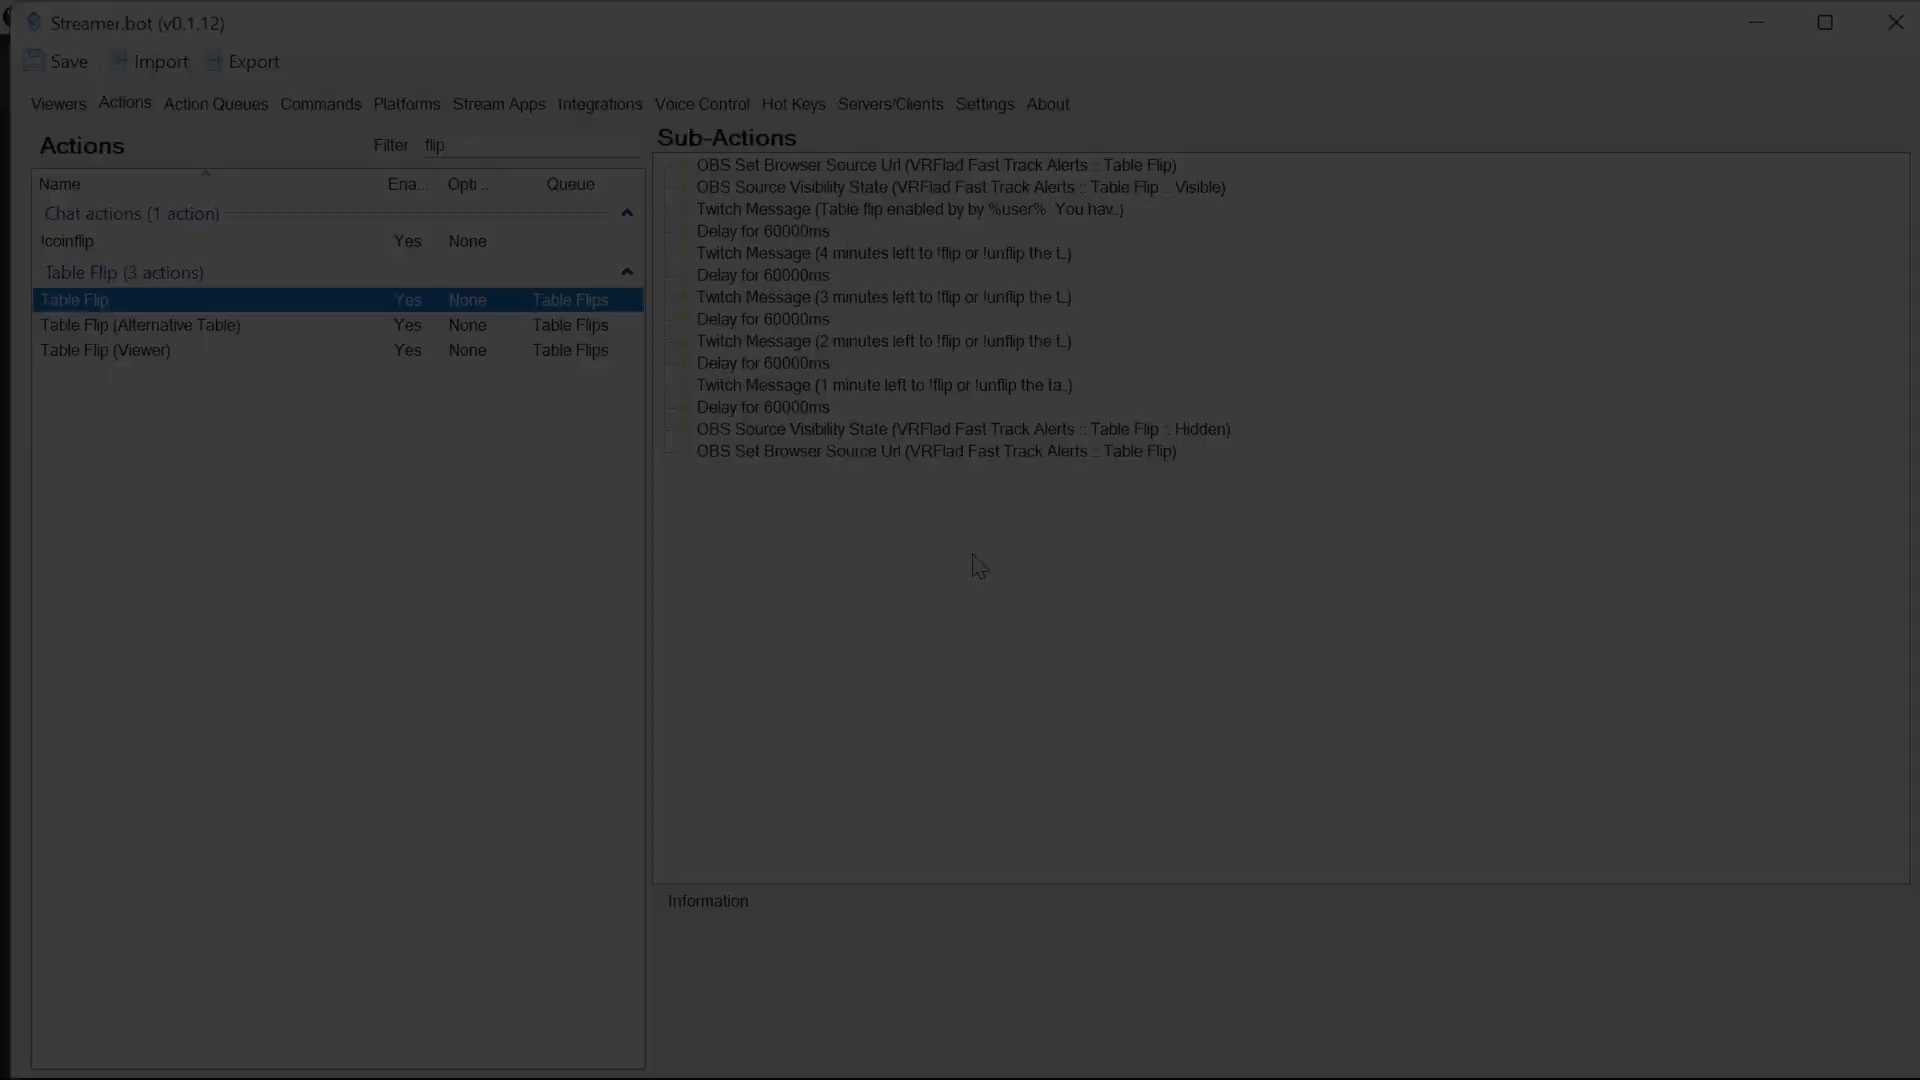 Streamer.bot (v0.1.12)
Save Import Export
Viewers Actions Action Queues Commands Platforms Stream Apps Integrations Voice Control Hot Keys Servers/Clients Settings About
Actions
Filter flip
Name Ena... Opti... Queue
Chat actions (1 action)
!coinflip Yes None
Table Flip (3 actions)
Table Flip Yes None Table Flips
Table Flip (Alternative Table) Yes None Table Flips
Table Flip (Viewer) Yes None Table Flips
Sub-Actions
OBS Set Browser Source Url (VRFlad Fast Track Alerts :: Table Flip)
OBS Source Visibility State (VRFlad Fast Track Alerts :: Table Flip :: Visible)
Twitch Message (Table flip enabled by by %user% You hav..)
Delay for 60000ms
Twitch Message (4 minutes left to !flip or !unflip the t..)
Delay for 60000ms
Twitch Message (3 minutes left to !flip or !unflip the t..)
Delay for 60000ms
Twitch Message (2 minutes left to !flip or !unflip the t..)
Delay for 60000ms
Twitch Message (1 minute left to !flip or !unflip the ta..)
Delay for 60000ms
OBS Source Visibility State (VRFlad Fast Track Alerts :: Table Flip :: Hidden)
OBS Set Browser Source Url (VRFlad Fast Track Alerts :: Table Flip)
Information